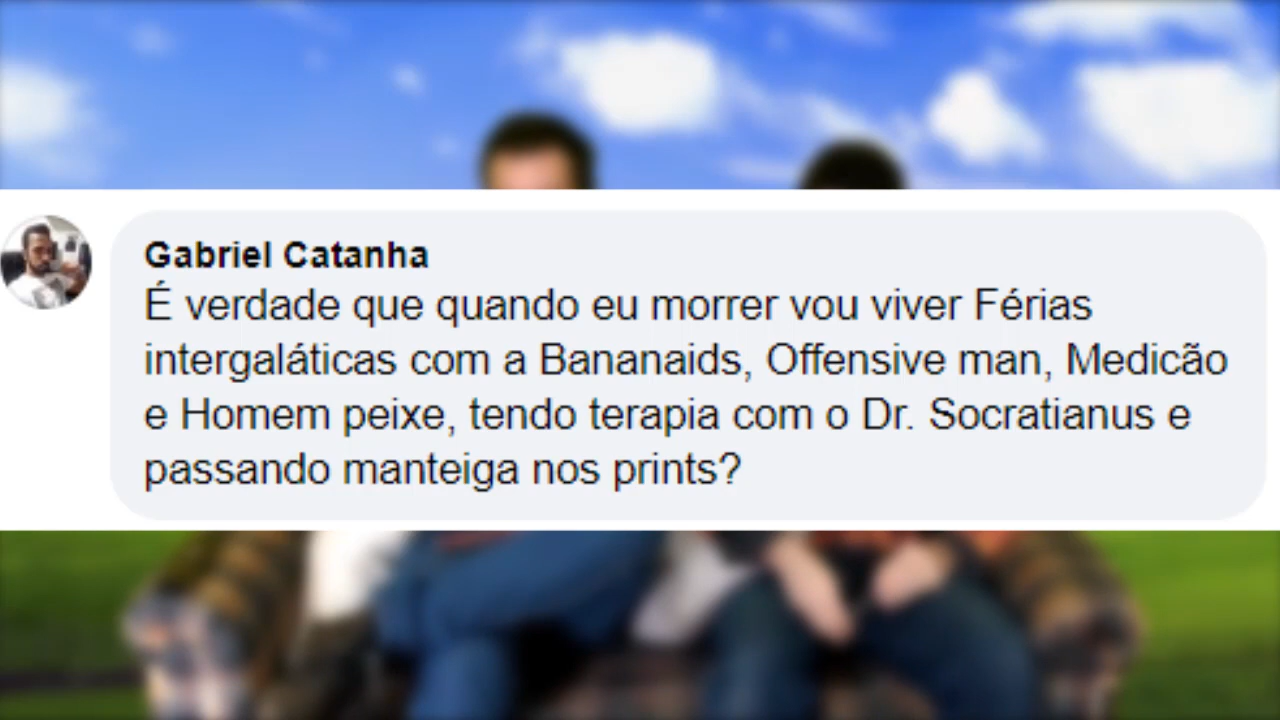 Gabriel Catanha
É verdade que quando eu morrer vou viver Férias
intergaláticas com a Bananaids, Offensive man, Medicão
e Homem peixe, tendo terapia com o Dr. Socratianus e
passando manteiga nos prints?